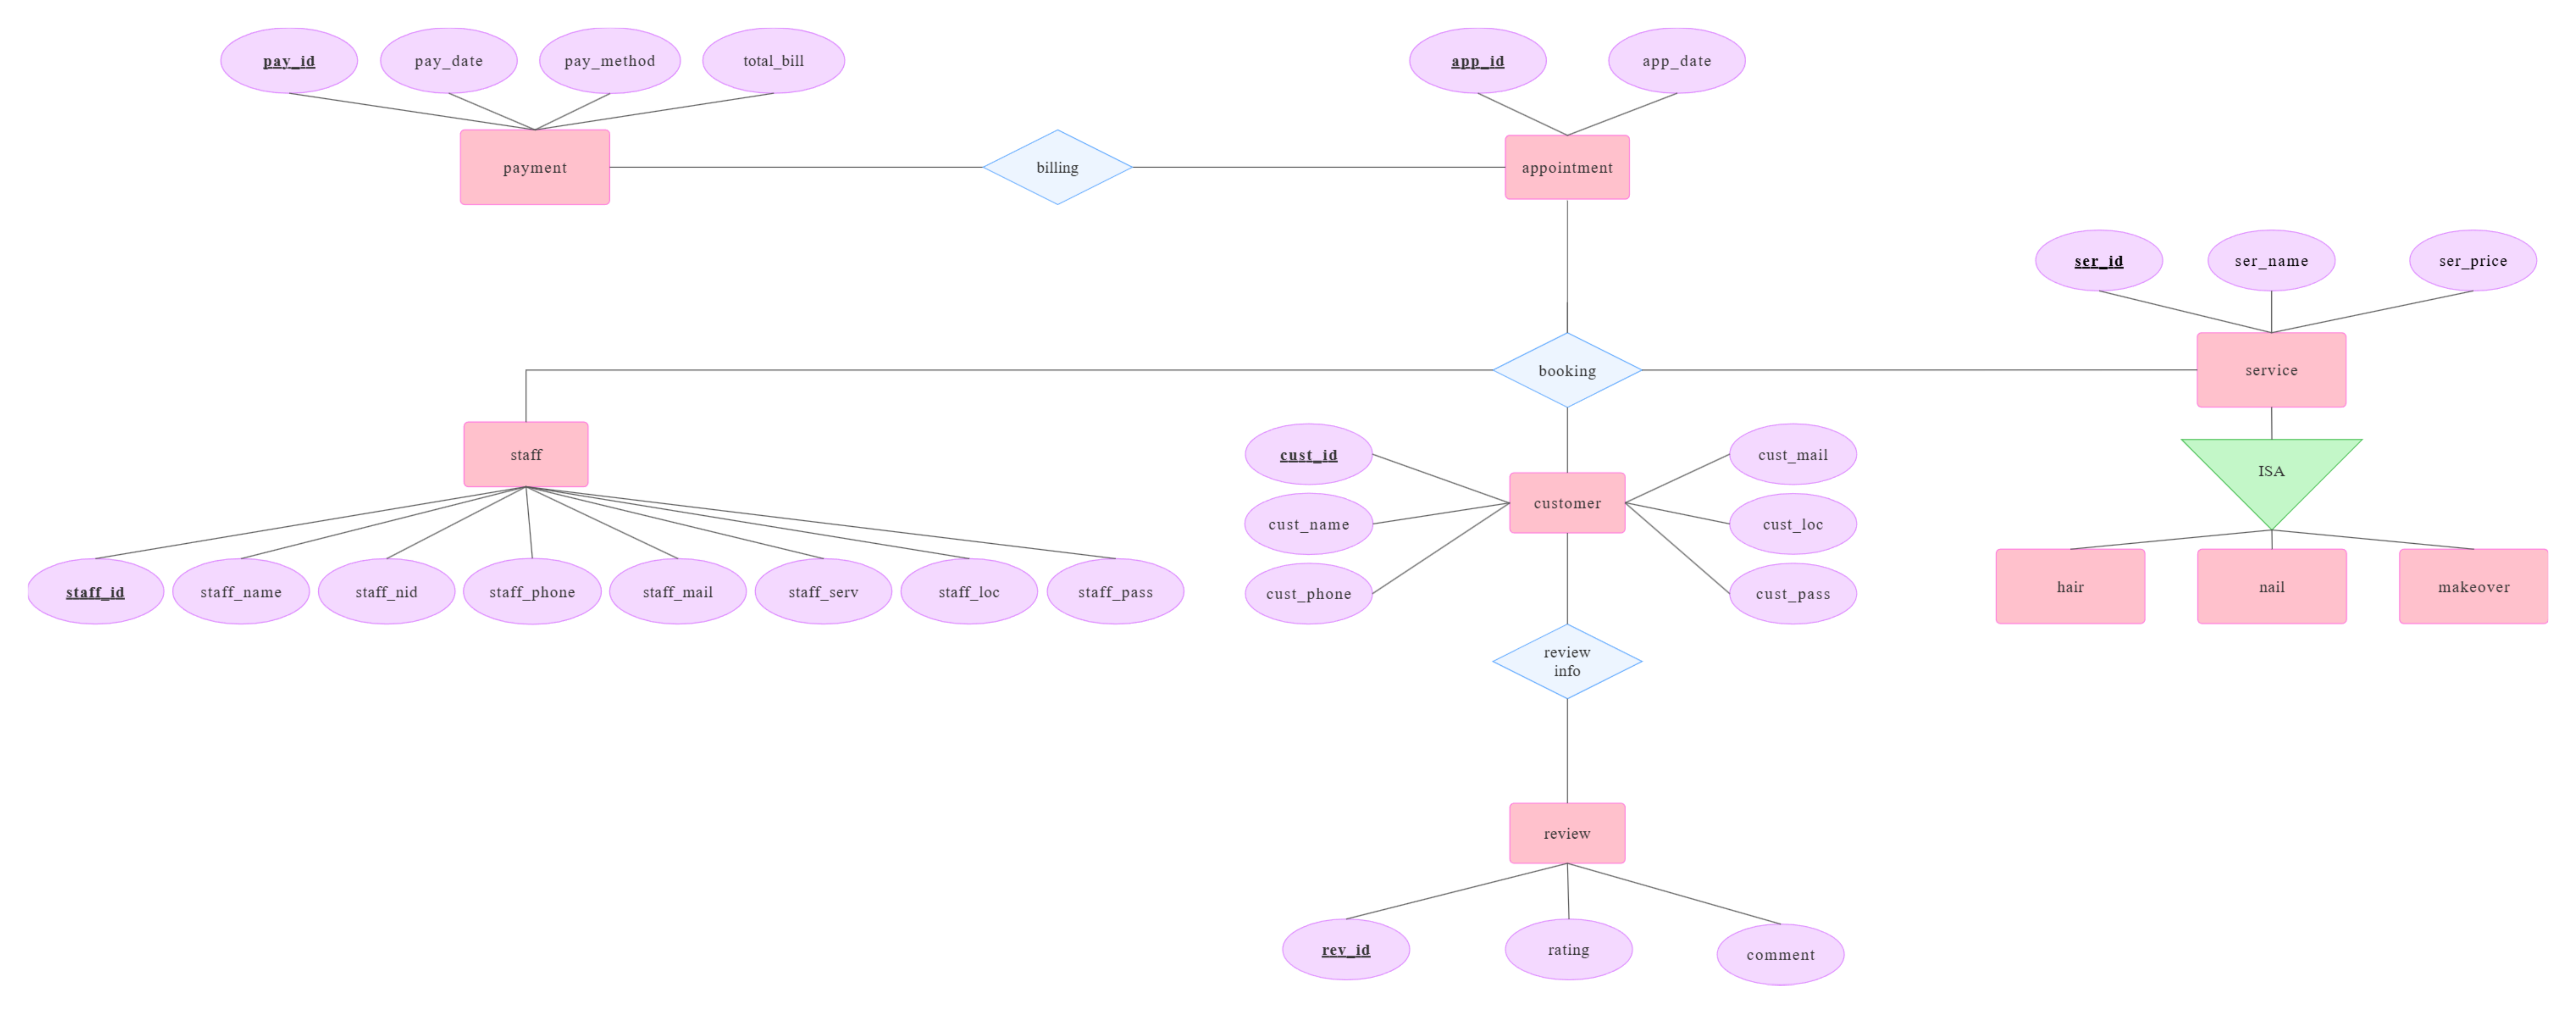 pay_id
pay_date
pay_method
total_bill
app_id
app_date
payment
billing
appointment
ser_id
ser_name
ser_price
booking
service
staff
cust_id
cust_mail
ISA
customer
cust_name
cust_loc
staff_id
staff_name
staff_nid
staff_phone
staff_mail
staff_serv
staff_loc
staff_pass
cust_phone
cust_pass
hair
nail
makeover
review
info
review
rev_id
rating
comment